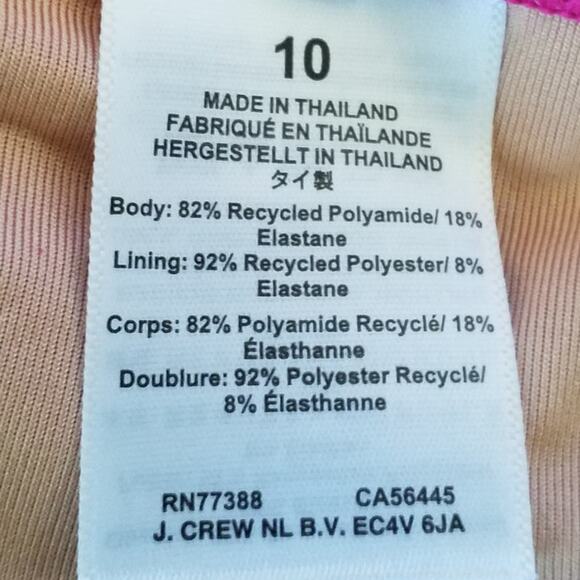 10
MADE IN THAILAND
FABRIQUÉ EN THAÏLANDE
HERGESTELLT IN THAILAND
タイ製
Body: 82% Recycled Polyamide/ 18%
Elastane
Lining: 92% Recycled Polyester/ 8%
Elastane
Corps: 82% Polyamide Recyclé/ 18%
Élasthanne
Doublure: 92% Polyester Recyclé/
8% Élasthanne
RN77388 CA56445
J. CREW NL B.V. EC4V 6JA